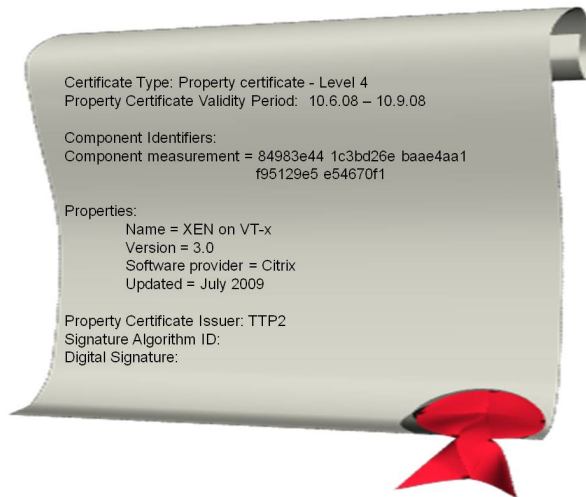 Certificate Type: Property certificate - Level 4
Property Certificate Validity Period: 10.6.08 – 10.9.08
Component Identifiers:
Component measurement = 84983e44 1c3bd26e baae4aa1
f95129e5 e54670f1
Properties:
Name = XEN on VT-x
Version = 3.0
Software provider = Citrix
Updated = July 2009
Property Certificate Issuer: TTP2
Signature Algorithm ID:
Digital Signature: